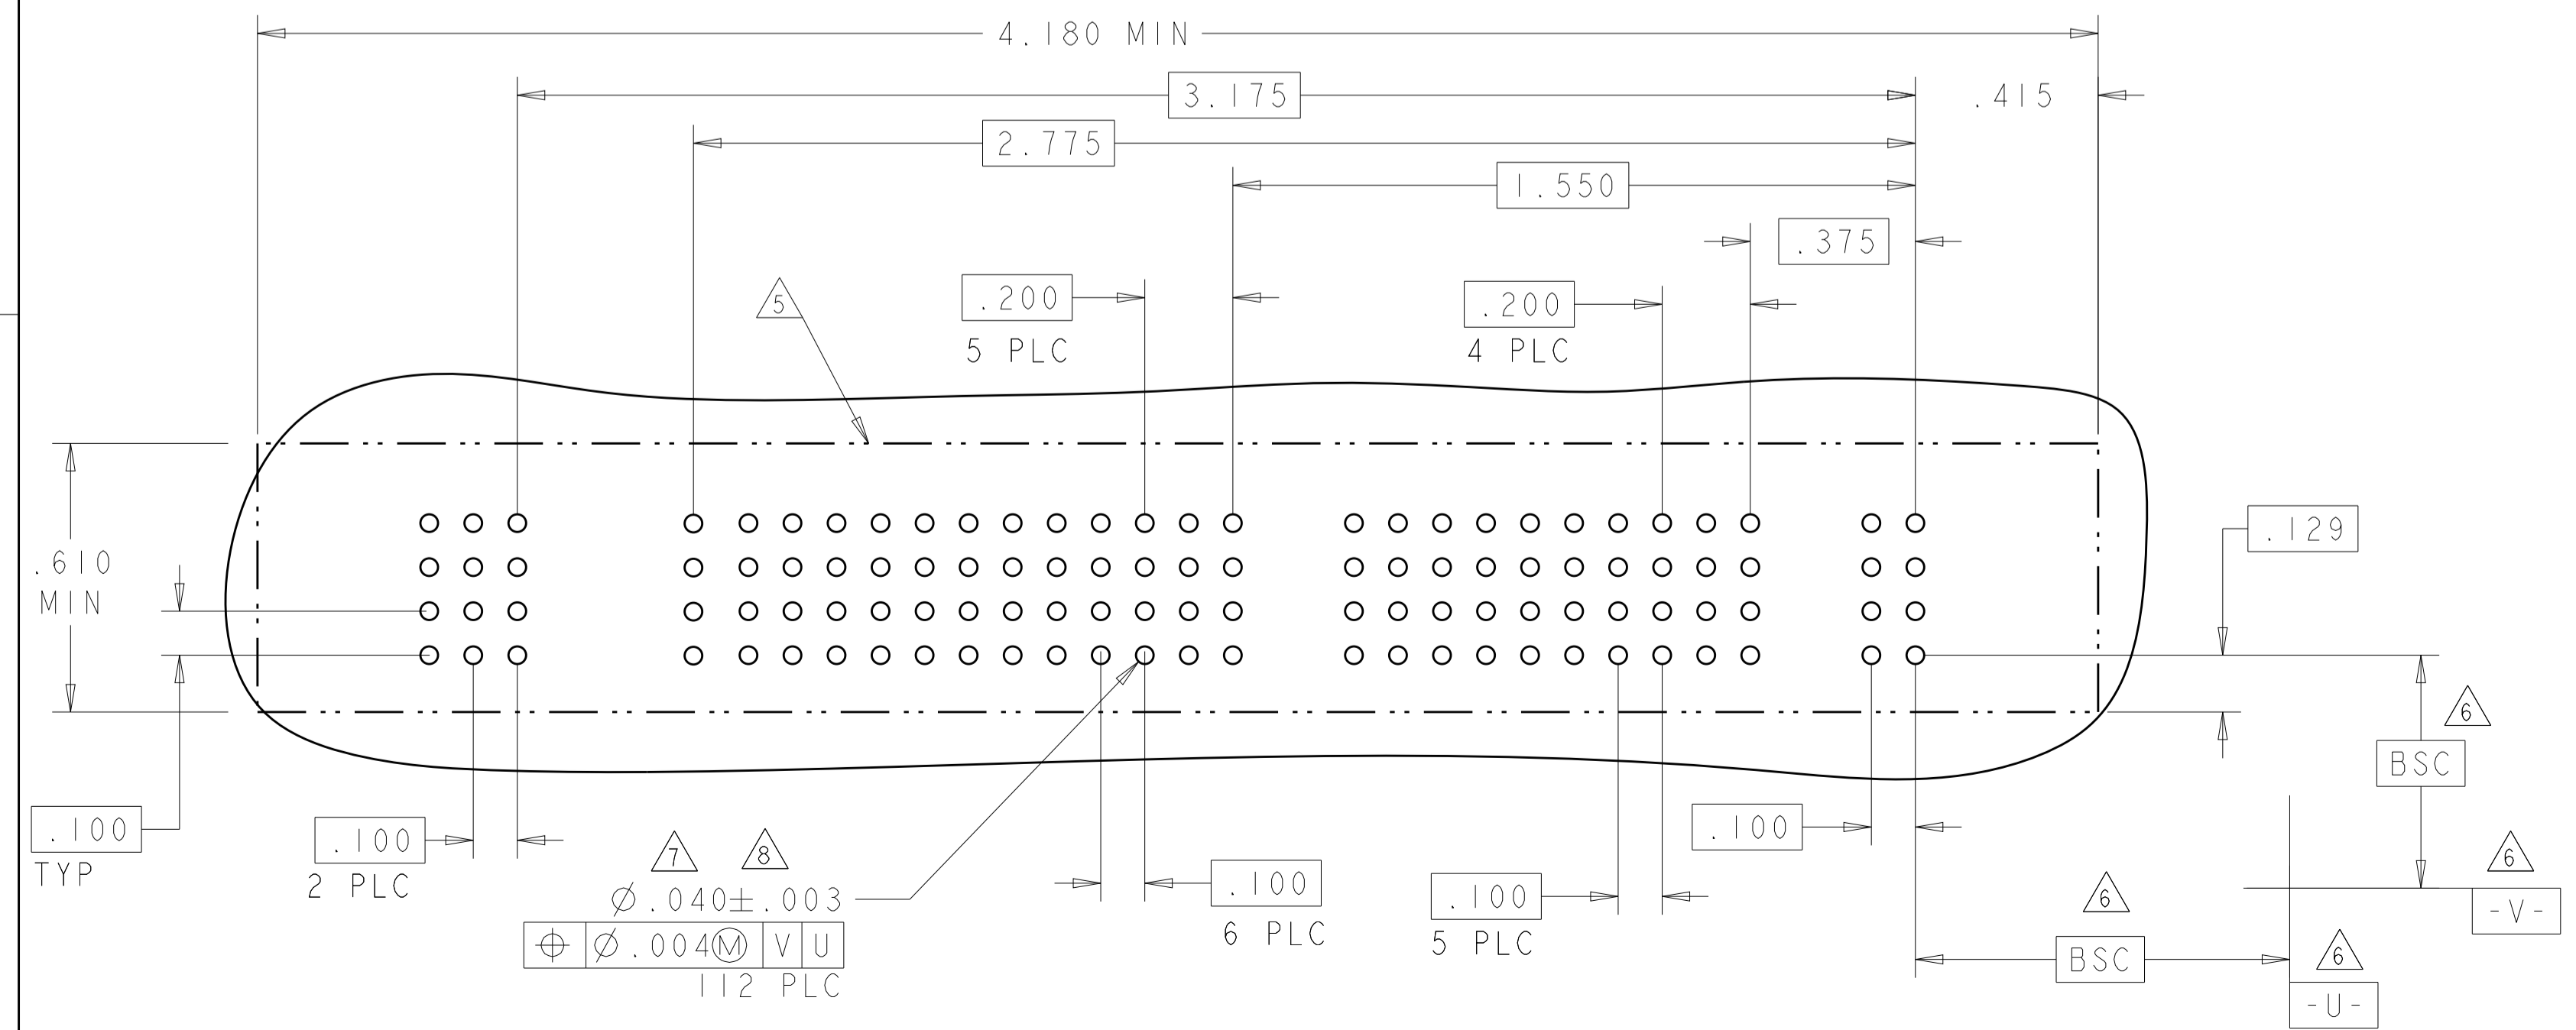 4.180 MIN
3.175
.415
2.775
1.550
.375
.200
5 PLC
.200
4 PLC
5
.610
MIN
.129
6
BSC
.100
TYP
.100
2 PLC
7 8
Ø.040±.003
⌖ Ø.004Ⓜ V U
112 PLC
.100
6 PLC
.100
5 PLC
.100
6
BSC
6
-V-
6
-U-